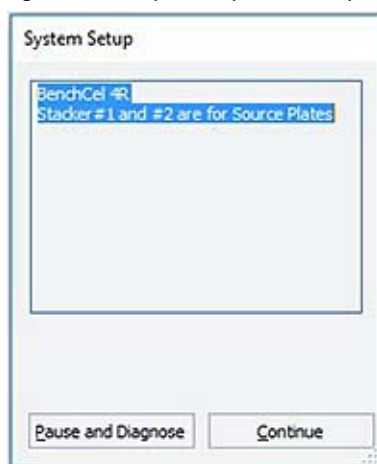 System Setup
BenchCel 4R
Stacker #1 and #2 are for Source Plates
Pause and Diagnose
Continue